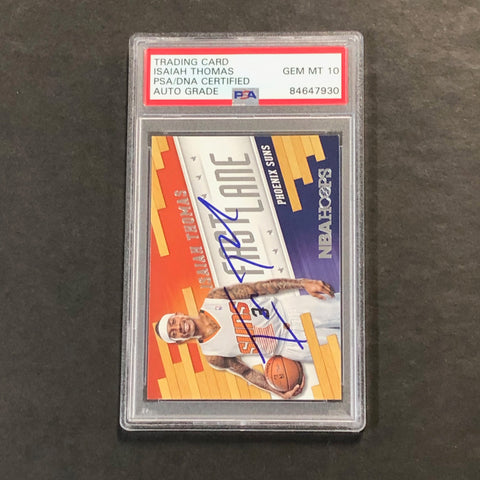 TRADING CARD
ISAIAH THOMAS
PSA/DNA CERTIFIED
AUTO GRADE
GEM MT 10
PSA
84647930
ISAIAH THOMAS
FAST LANE
PHOENIX SUNS
NBA HOOPS
SUNS
3